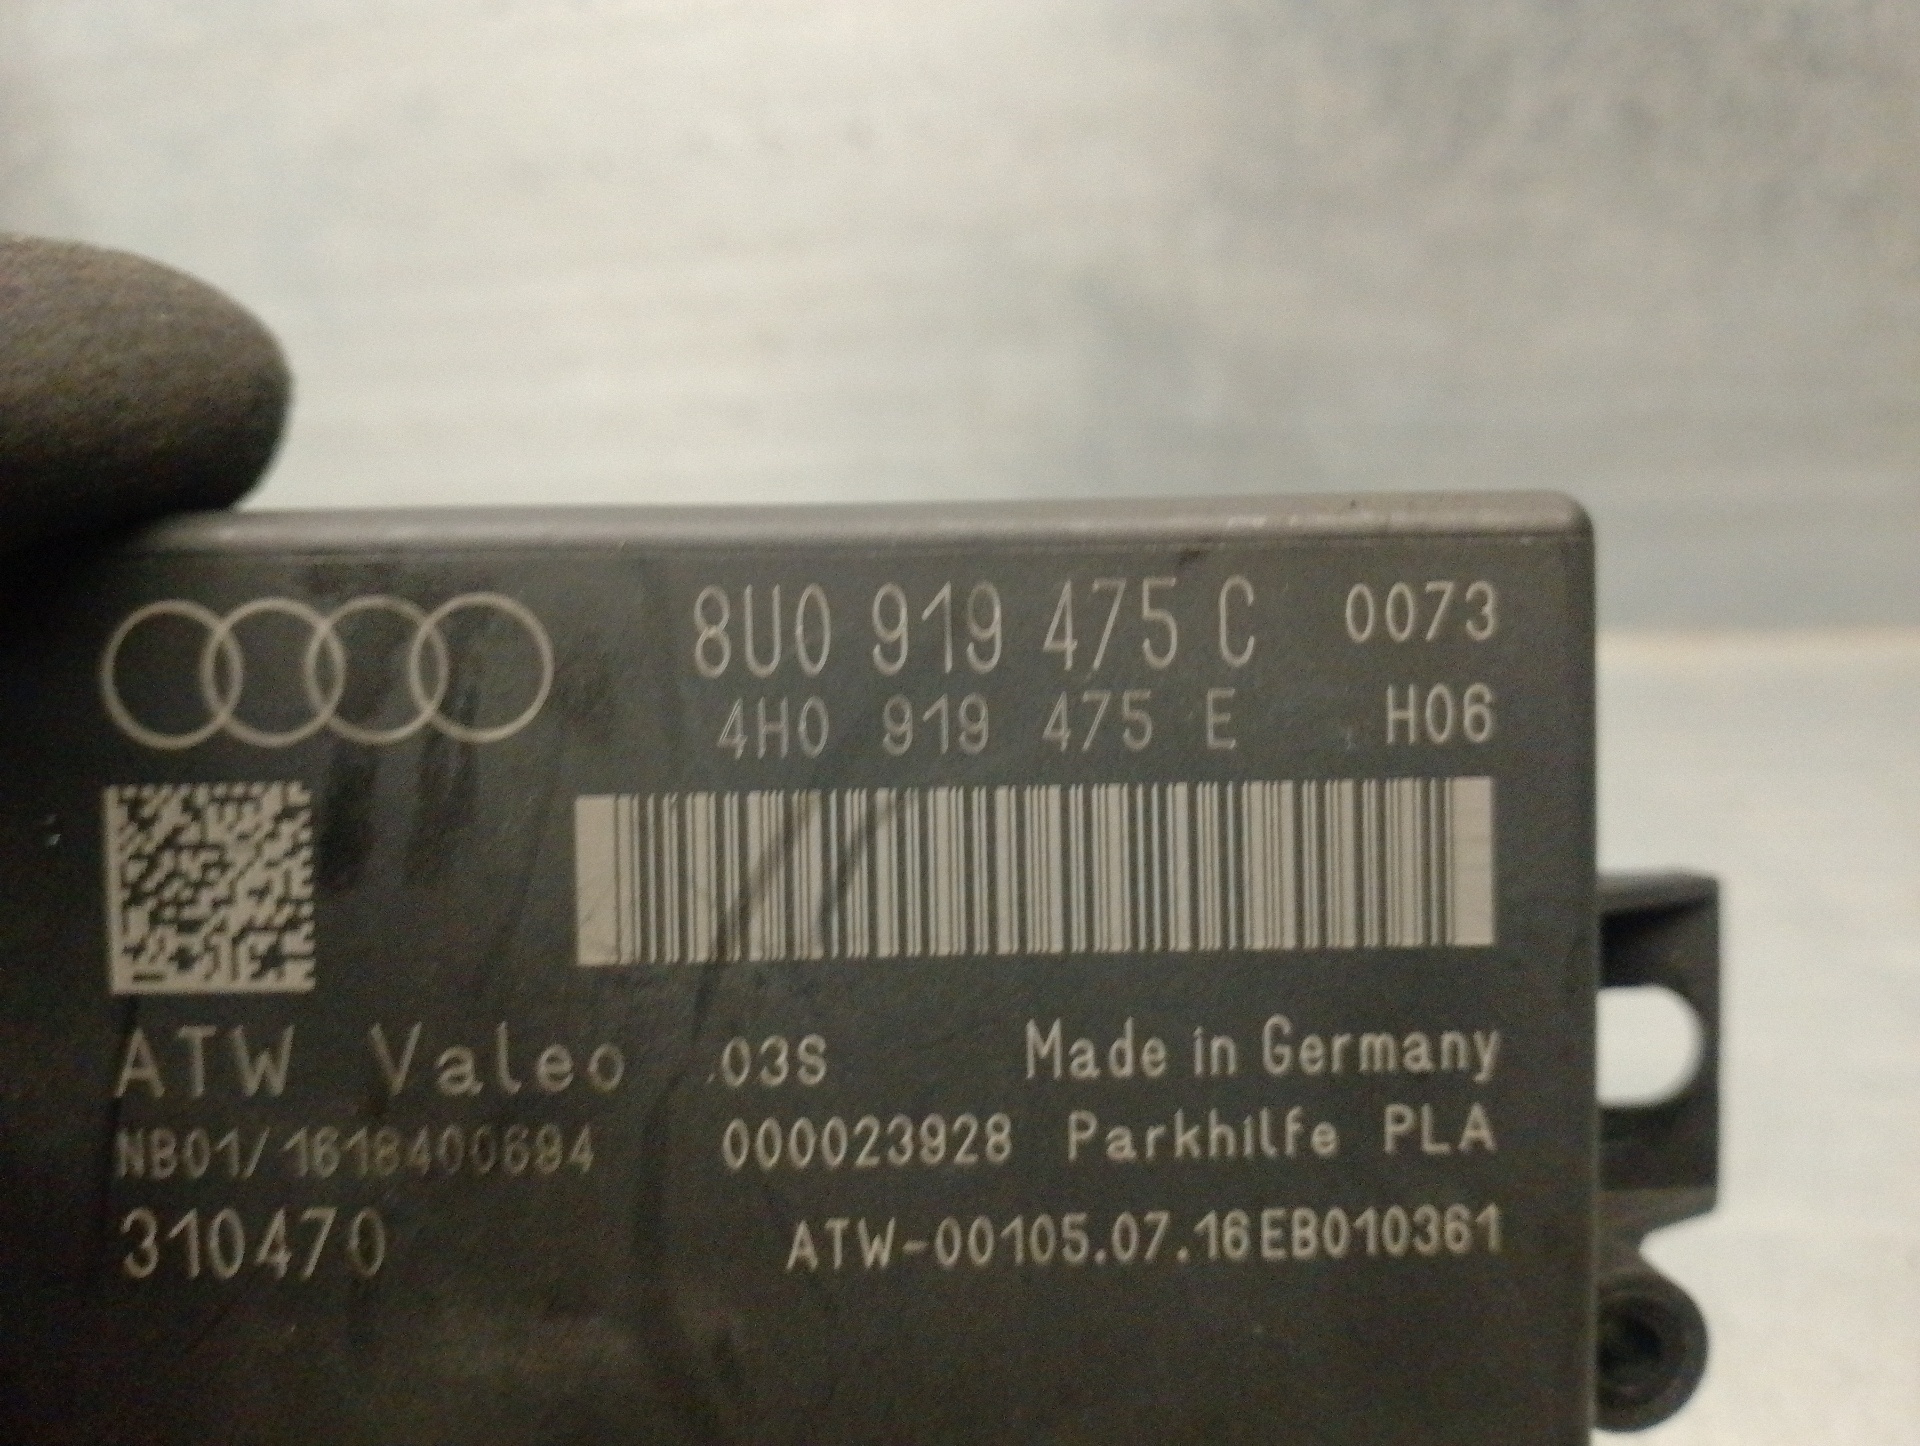 8U0 919 475 C 0073
4H0 919 475 E H06
ATW Valeo 03S Made in Germany
NB01/1618400694 000023928 Parkhilfe PLA
310470 ATW-00105.07.16EB010361